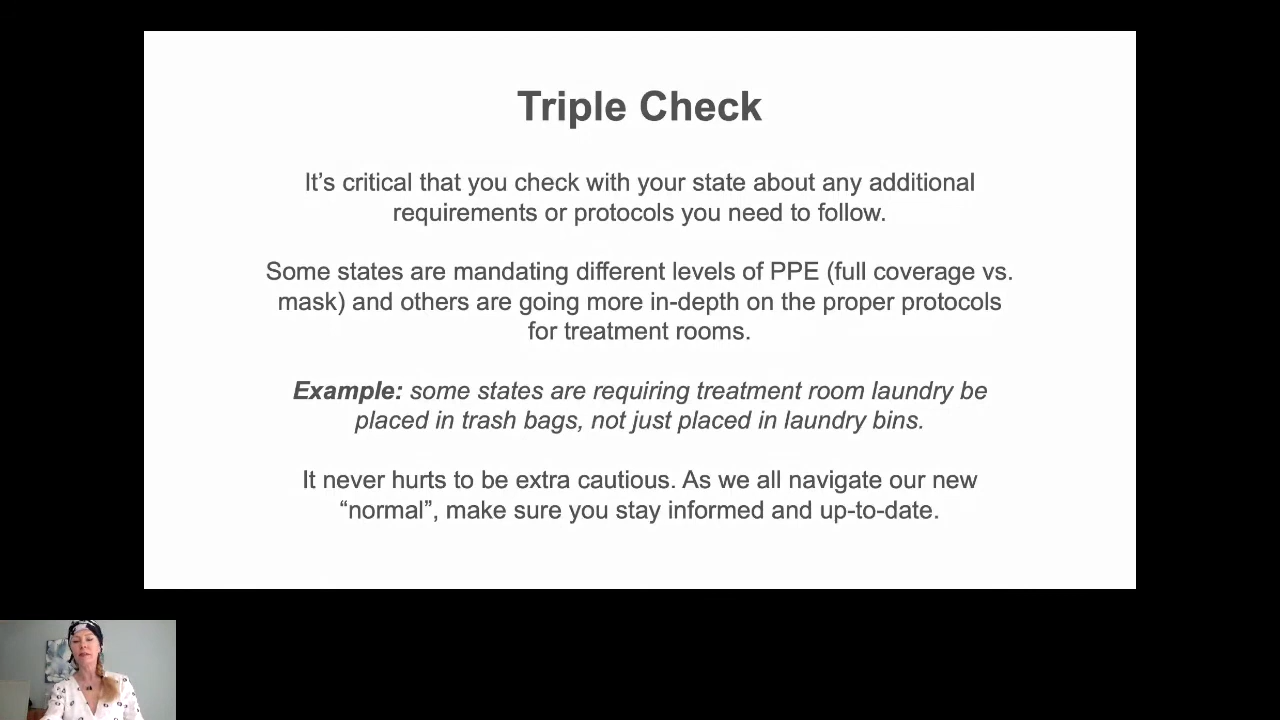 Triple Check
It’s critical that you check with your state about any additional
requirements or protocols you need to follow.
Some states are mandating different levels of PPE (full coverage vs.
mask) and others are going more in-depth on the proper protocols
for treatment rooms.
Example: some states are requiring treatment room laundry be
placed in trash bags, not just placed in laundry bins.
It never hurts to be extra cautious. As we all navigate our new
“normal”, make sure you stay informed and up-to-date.